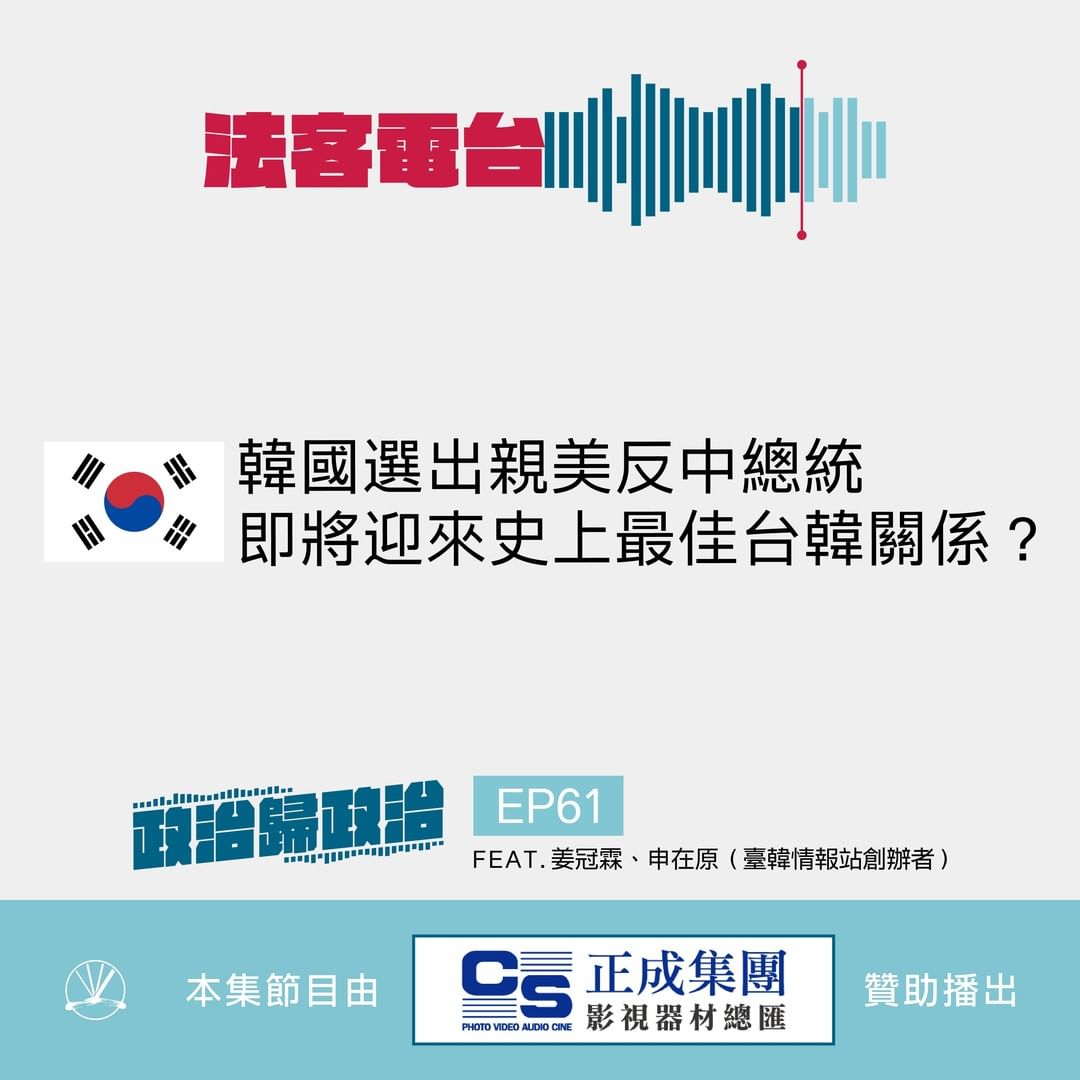 法客電台
韓國選出親美反中總統
即將迎來史上最佳台韓關係？
政治歸政治
EP61
FEAT. 姜冠霖、申在原（臺韓情報站創辦者）
本集節目由
CS
PHOTO VIDEO AUDIO CINE
正成集團
影視器材總匯
贊助播出